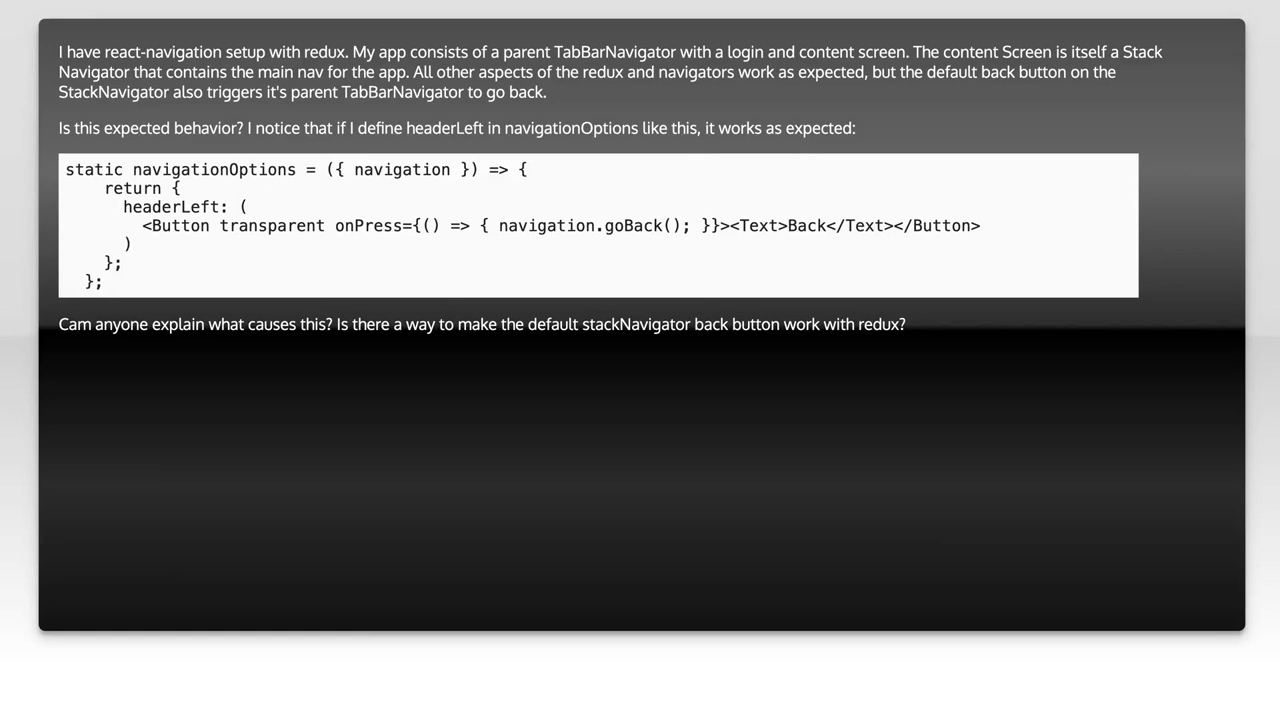 I have react-navigation setup with redux. My app consists of a parent TabBarNavigator with a login and content screen. The content Screen is itself a Stack
Navigator that contains the main nav for the app. All other aspects of the redux and navigators work as expected, but the default back button on the
StackNavigator also triggers it's parent TabBarNavigator to go back.
Is this expected behavior? I notice that if I define headerLeft in navigationOptions like this, it works as expected:
static navigationOptions = ({ navigation }) => {
    return {
      headerLeft: (
        <Button transparent onPress={() => { navigation.goBack(); }}><Text>Back</Text></Button>
      )
    };
  };
Cam anyone explain what causes this? Is there a way to make the default stackNavigator back button work with redux?